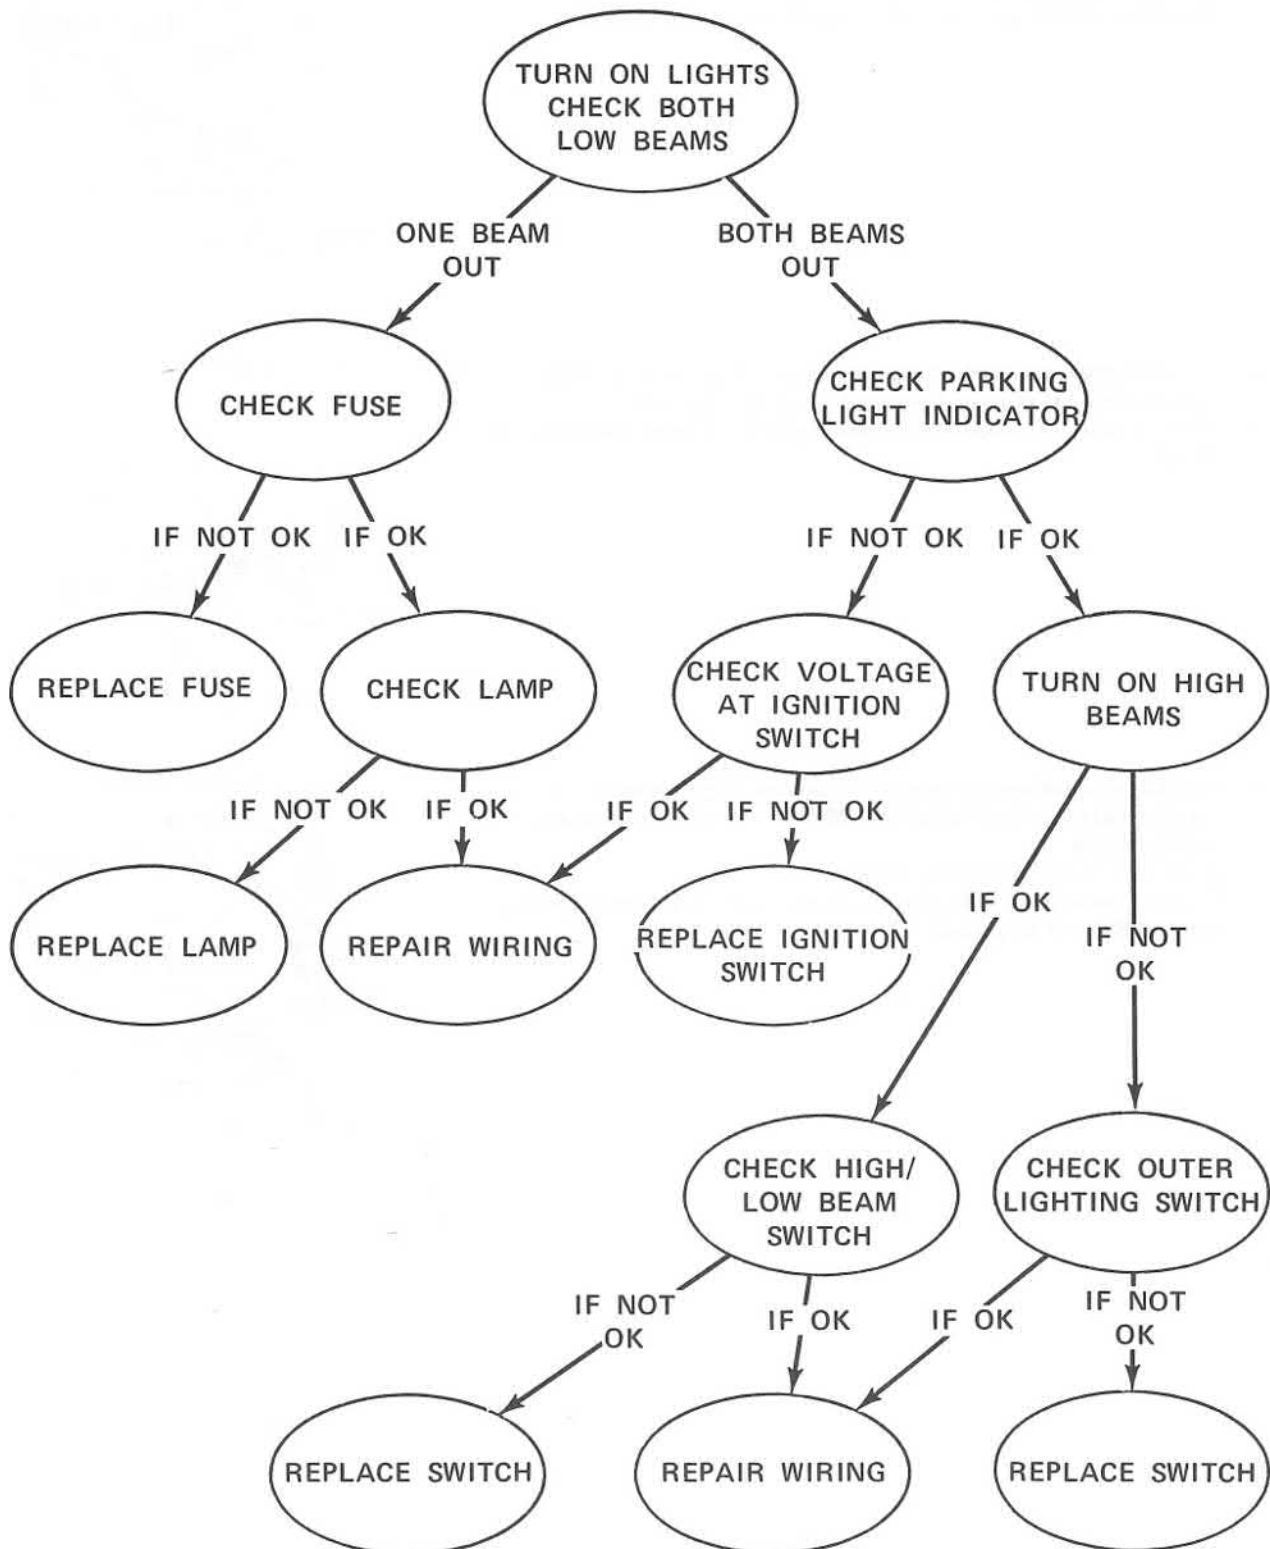 TURN ON LIGHTS
CHECK BOTH
LOW BEAMS
ONE BEAM
OUT
BOTH BEAMS
OUT
CHECK FUSE
CHECK PARKING
LIGHT INDICATOR
IF NOT OK
IF OK
IF NOT OK
IF OK
REPLACE FUSE
CHECK LAMP
CHECK VOLTAGE
AT IGNITION
SWITCH
TURN ON HIGH
BEAMS
IF NOT OK
IF OK
IF OK
IF NOT OK
IF OK
IF NOT
OK
REPLACE LAMP
REPAIR WIRING
REPLACE IGNITION
SWITCH
CHECK HIGH/
LOW BEAM
SWITCH
CHECK OUTER
LIGHTING SWITCH
IF NOT
OK
IF OK
IF OK
IF NOT
OK
REPLACE SWITCH
REPAIR WIRING
REPLACE SWITCH